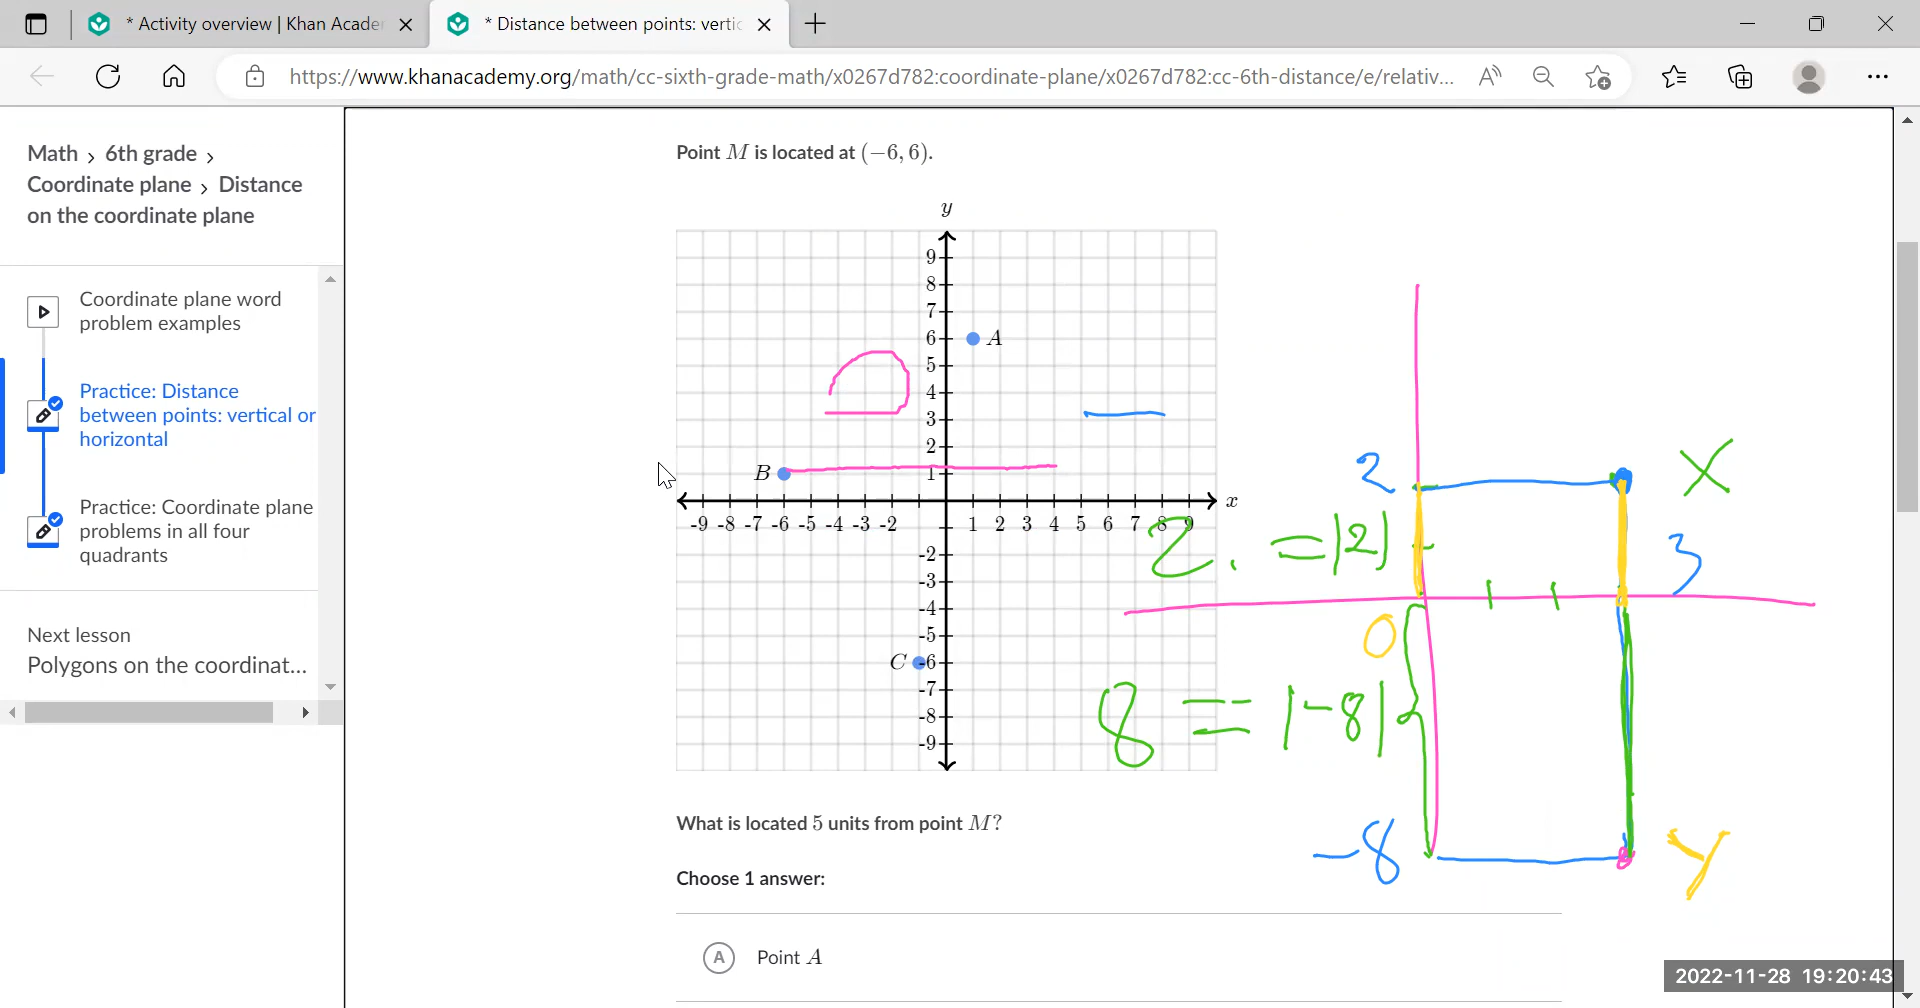 * Activity overview | Khan Acade
* Distance between points: vertic
https://www.khanacademy.org/math/cc-sixth-grade-math/x0267d782:coordinate-plane/x0267d782:cc-6th-distance/e/relativ...
Math › 6th grade ›
Coordinate plane › Distance
on the coordinate plane
Coordinate plane word
problem examples
Practice: Distance
between points: vertical or
horizontal
Practice: Coordinate plane
problems in all four
quadrants
Next lesson
Polygons on the coordinat...
Point M is located at (−6, 6).
y
9
8
7
6 A
5
4
3
2
B 1
x
-9 -8 -7 -6 -5 -4 -3 -2 1 2 3 4 5 6 7 8 9
-2
-3
-4
-5
C -6
-7
-8
-9
2 X
2. = |2| 3
0
8 = |-8|
-8 Y
What is located 5 units from point M?
Choose 1 answer:
A Point A
2022-11-28 19:20:43